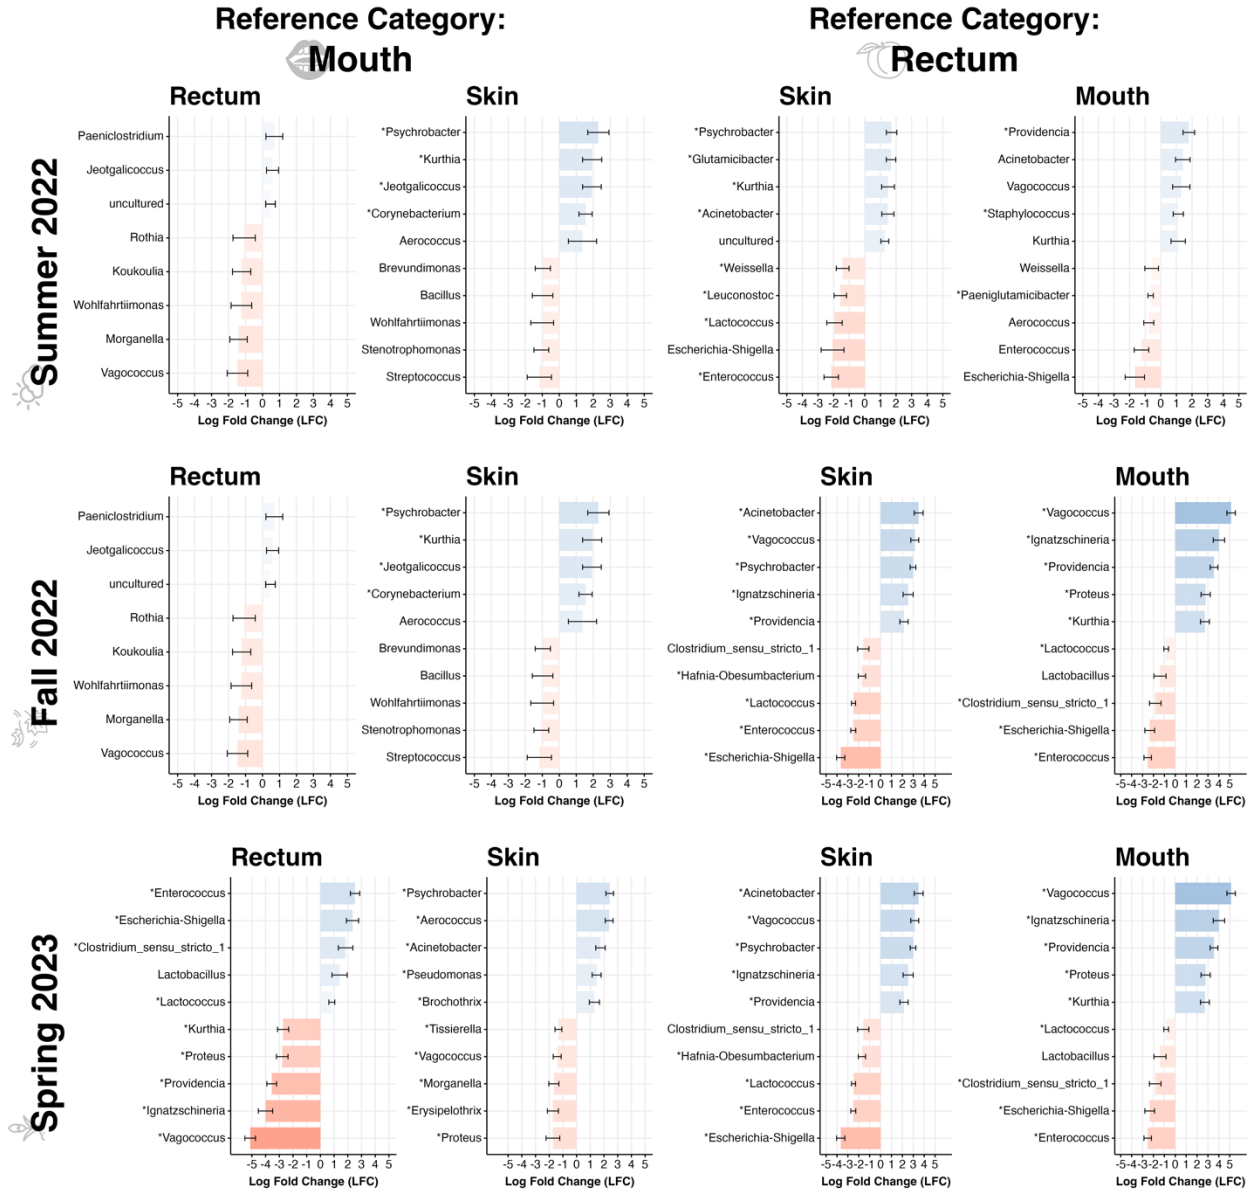 Reference Category:
Mouth
Reference Category:
Rectum
Summer 2022
Rectum
Paeniclostridium
Jeotgalicoccus
uncultured
Rothia
Koukoulia
Wohlfahrtiimonas
Morganella
Vagococcus
-5 -4 -3 -2 -1 0 1 2 3 4 5
Log Fold Change (LFC)
Skin
*Psychrobacter
*Kurthia
*Jeotgalicoccus
*Corynebacterium
Aerococcus
Brevundimonas
Bacillus
Wohlfahrtiimonas
Stenotrophomonas
Streptococcus
-5 -4 -3 -2 -1 0 1 2 3 4 5
Log Fold Change (LFC)
Skin
*Psychrobacter
*Glutamicibacter
*Kurthia
*Acinetobacter
uncultured
*Weissella
*Leuconostoc
*Lactococcus
Escherichia-Shigella
*Enterococcus
-5 -4 -3 -2 -1 0 1 2 3 4 5
Log Fold Change (LFC)
Mouth
*Providencia
Acinetobacter
Vagococcus
*Staphylococcus
Kurthia
Weissella
*Paeniglutamicibacter
Aerococcus
Enterococcus
Escherichia-Shigella
-5 -4 -3 -2 -1 0 1 2 3 4 5
Log Fold Change (LFC)
Fall 2022
Rectum
Paeniclostridium
Jeotgalicoccus
uncultured
Rothia
Koukoulia
Wohlfahrtiimonas
Morganella
Vagococcus
-5 -4 -3 -2 -1 0 1 2 3 4 5
Log Fold Change (LFC)
Skin
*Psychrobacter
*Kurthia
*Jeotgalicoccus
*Corynebacterium
Aerococcus
Brevundimonas
Bacillus
Wohlfahrtiimonas
Stenotrophomonas
Streptococcus
-5 -4 -3 -2 -1 0 1 2 3 4 5
Log Fold Change (LFC)
Skin
*Acinetobacter
*Vagococcus
*Psychrobacter
*Ignatzschineria
*Providencia
Clostridium_sensu_stricto_1
*Hafnia-Obesumbacterium
*Lactococcus
*Enterococcus
*Escherichia-Shigella
-5-4-3-2-1 0 1 2 3 4 5
Log Fold Change (LFC)
Mouth
*Vagococcus
*Ignatzschineria
*Providencia
*Proteus
*Kurthia
*Lactococcus
Lactobacillus
*Clostridium_sensu_stricto_1
*Escherichia-Shigella
*Enterococcus
-5-4-3-2-1 0 1 2 3 4 5
Log Fold Change (LFC)
Spring 2023
Rectum
*Enterococcus
*Escherichia-Shigella
*Clostridium_sensu_stricto_1
Lactobacillus
*Lactococcus
*Kurthia
*Proteus
*Providencia
*Ignatzschineria
*Vagococcus
-5 -4 -3 -2 -1 0 1 2 3 4 5
Log Fold Change (LFC)
Skin
*Psychrobacter
*Aerococcus
*Acinetobacter
*Pseudomonas
*Brochothrix
*Tissierella
*Vagococcus
*Morganella
*Erysipelothrix
*Proteus
-5 -4 -3 -2 -1 0 1 2 3 4 5
Log Fold Change (LFC)
Skin
*Acinetobacter
*Vagococcus
*Psychrobacter
*Ignatzschineria
*Providencia
Clostridium_sensu_stricto_1
*Hafnia-Obesumbacterium
*Lactococcus
*Enterococcus
*Escherichia-Shigella
-5-4-3-2-1 0 1 2 3 4 5
Log Fold Change (LFC)
Mouth
*Vagococcus
*Ignatzschineria
*Providencia
*Proteus
*Kurthia
*Lactococcus
Lactobacillus
*Clostridium_sensu_stricto_1
*Escherichia-Shigella
*Enterococcus
-5-4-3-2-1 0 1 2 3 4 5
Log Fold Change (LFC)